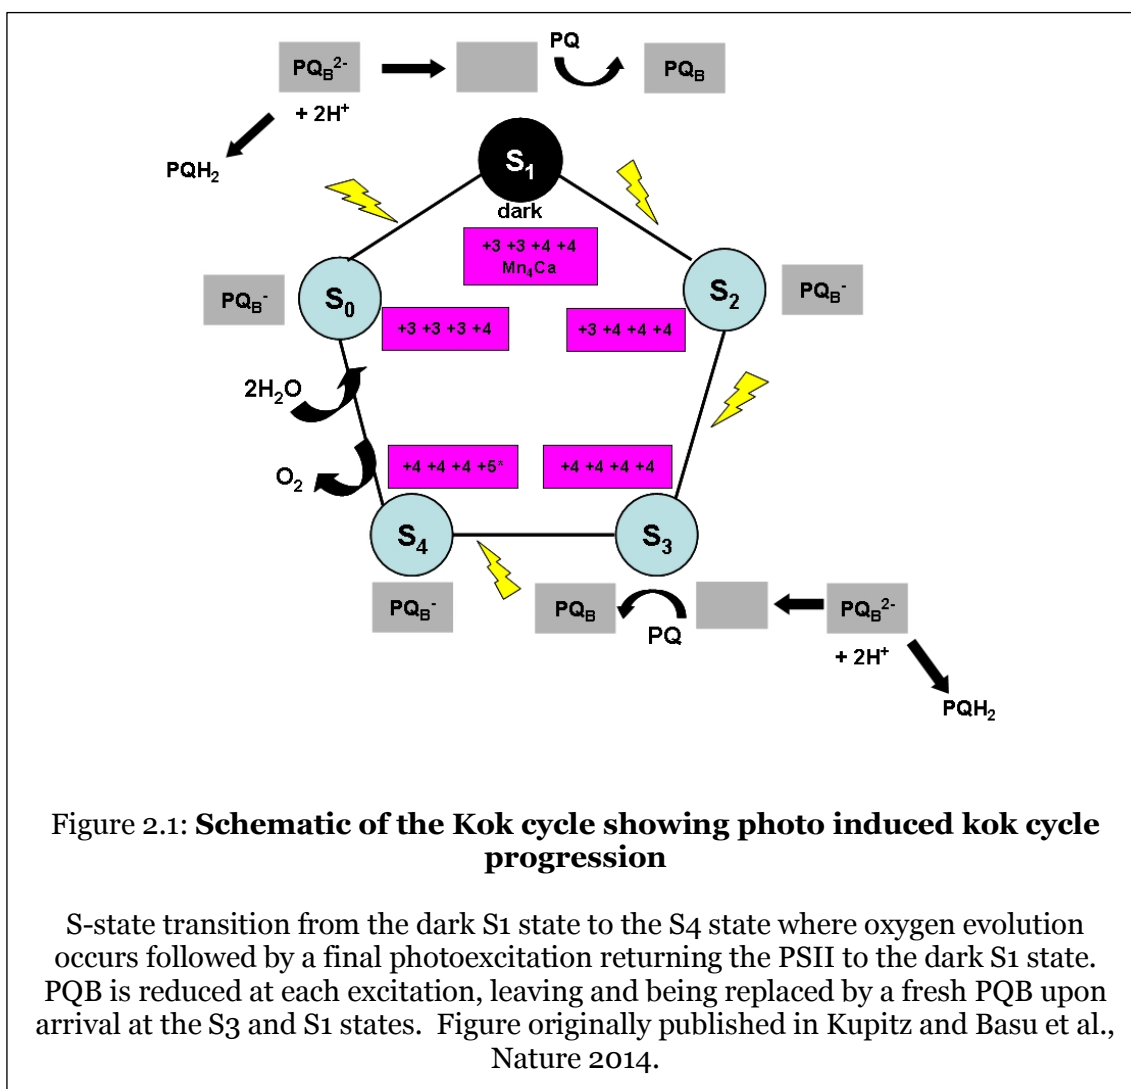 PQ
PQB2-
PQB
+ 2H+
PQH2
S1
dark
+3 +3 +4 +4
Mn4Ca
S0
PQB-
+3 +3 +3 +4
S2
PQB-
+3 +4 +4 +4
2H2O
O2
+4 +4 +4 +5*
+4 +4 +4 +4
S4
S3
PQB-
PQB
PQ
PQB2-
+ 2H+
PQH2
Figure 2.1: Schematic of the Kok cycle showing photo induced kok cycle
progression
S-state transition from the dark S1 state to the S4 state where oxygen evolution
occurs followed by a final photoexcitation returning the PSII to the dark S1 state.
PQB is reduced at each excitation, leaving and being replaced by a fresh PQB upon
arrival at the S3 and S1 states.  Figure originally published in Kupitz and Basu et al.,
Nature 2014.